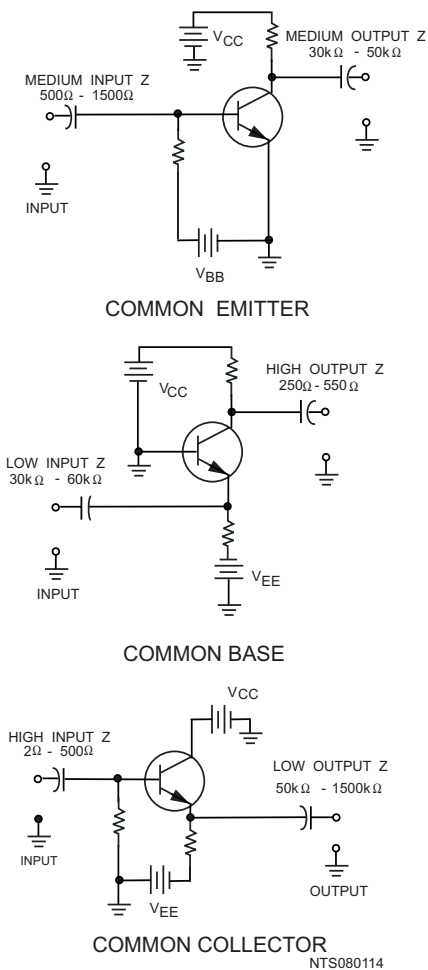 VCC
MEDIUM OUTPUT Z
30kΩ - 50kΩ
MEDIUM INPUT Z
500Ω - 1500Ω
INPUT
VBB
COMMON EMITTER
VCC
HIGH OUTPUT Z
250Ω - 550Ω
LOW INPUT Z
30kΩ - 60kΩ
INPUT
VEE
COMMON BASE
VCC
HIGH INPUT Z
2Ω - 500Ω
LOW OUTPUT Z
50kΩ - 1500kΩ
INPUT
VEE
OUTPUT
COMMON COLLECTOR
NTS080114